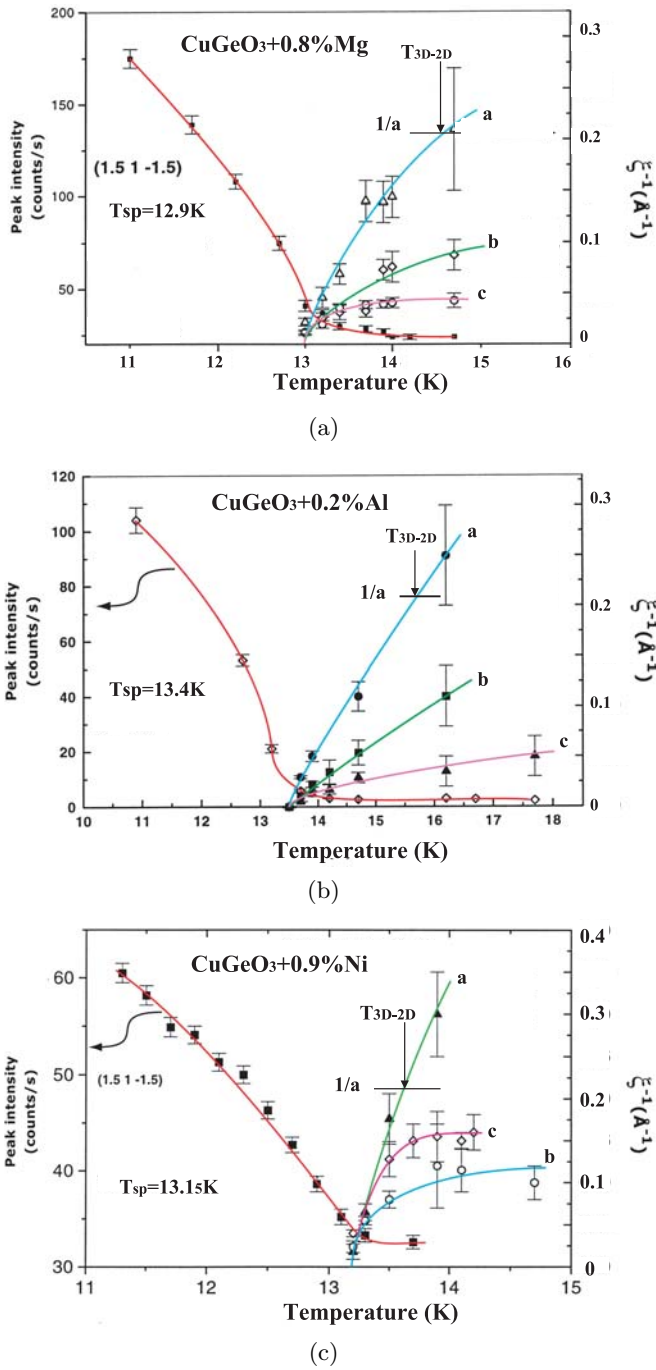 CuGeO3+0.8%Mg
T3D-2D
1/a
a
(1.5 1 -1.5)
Tsp=12.9K
b
c
Peak intensity
(counts/s)
200
150
100
50
0.3
0.2
0.1
0
ξ-1(Å-1)
11 12 13 14 15 16
Temperature (K)
(a)
CuGeO3+0.2%Al
a
T3D-2D
1/a
Tsp=13.4K
b
c
Peak intensity
(counts/s)
120
100
80
60
40
20
0
0.3
0.2
0.1
0
ξ-1(Å-1)
10 11 12 13 14 15 16 17 18
Temperature (K)
(b)
CuGeO3+0.9%Ni
a
T3D-2D
1/a
(1.5 1 -1.5)
c
b
Tsp=13.15K
Peak intensity
(counts/s)
60
50
40
30
0.4
0.3
0.2
0.1
0
ξ-1(Å-1)
11 12 13 14 15
Temperature (K)
(c)